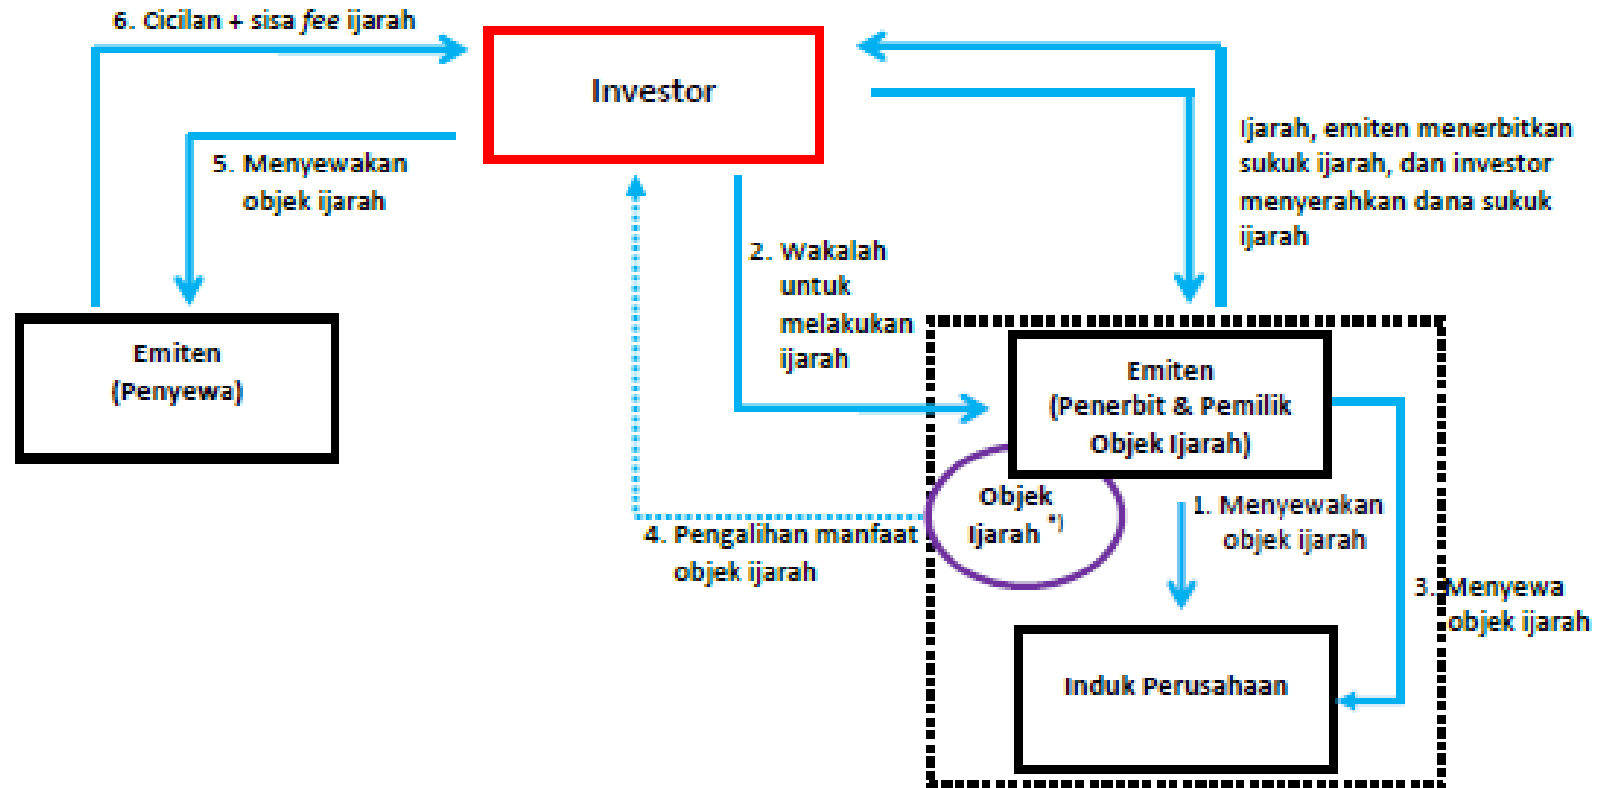 6. Cicilan + sisa fee ijarah
Investor
5. Menyewakan
objek ijarah
Ijarah, emiten menerbitkan
sukuk ijarah, dan investor
menyerahkan dana sukuk
ijarah
2. Wakalah
untuk
melakukan
ijarah
Emiten
(Penyewa)
Emiten
(Penerbit & Pemilik
Objek Ijarah)
Objek
Ijarah *)
1. Menyewakan
objek ijarah
4. Pengalihan manfaat
objek ijarah
3. Menyewa
objek ijarah
Induk Perusahaan